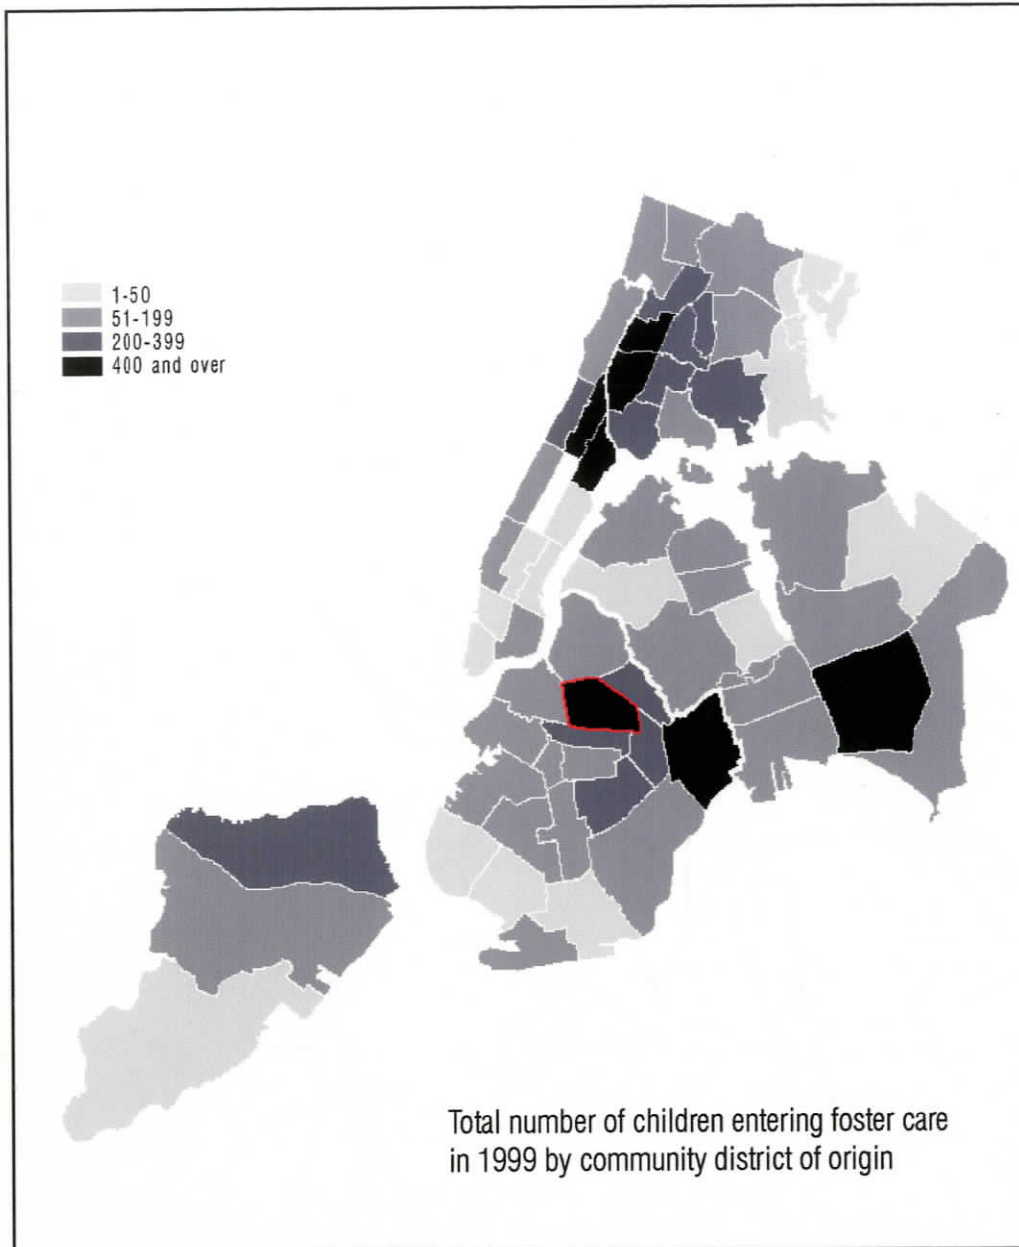 1-50
51-199
200-399
400 and over
Total number of children entering foster care
in 1999 by community district of origin